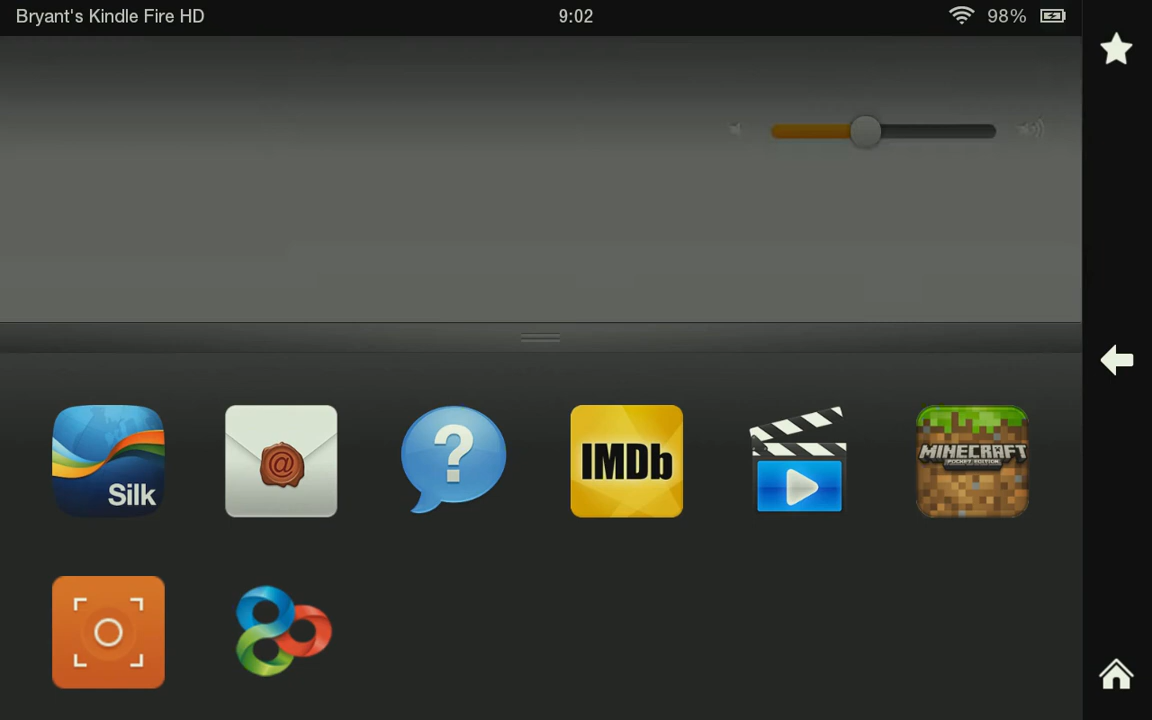 Bryant's Kindle Fire HD 9:02 98%
Silk @ ? IMDb MINECRAFT
POCKET EDITION